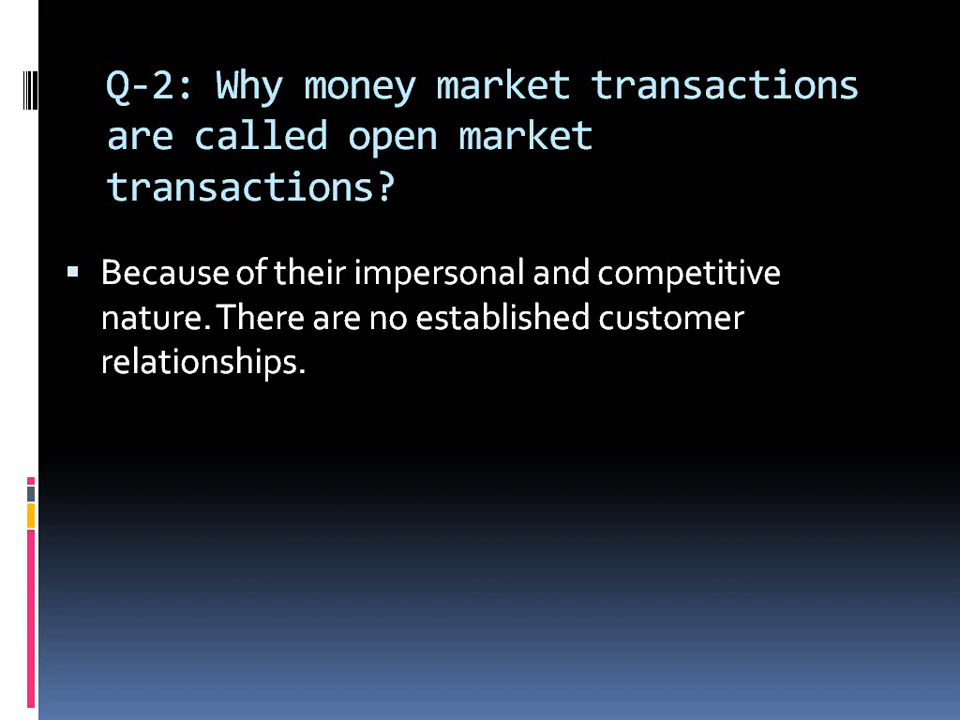 Q-2: Why money market transactions
are called open market
transactions?
▪ Because of their impersonal and competitive
nature. There are no established customer
relationships.